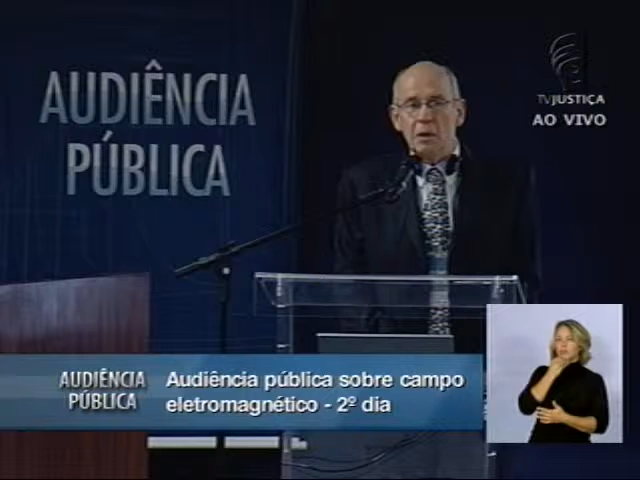 AUDIÊNCIA
PÚBLICA
TVJUSTIÇA
AO VIVO
AUDIÊNCIA
PÚBLICA
Audiência pública sobre campo
eletromagnético - 2º dia